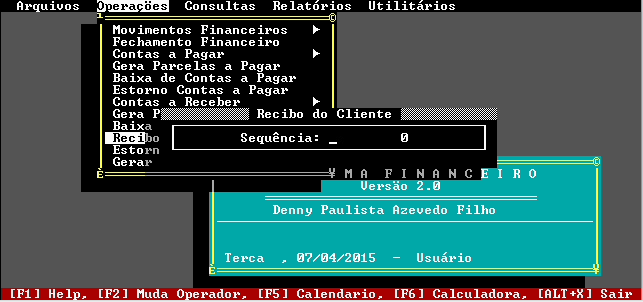 Arquivos Operações Consultas Relatórios Utilitários
Movimentos Financeiros
Fechamento Financeiro
Contas a Pagar
Gera Parcelas a Pagar
Baixa de Contas a Pagar
Estorno Contas a Pagar
Contas a Receber
Gera P
Recibo do Cliente
Baixa
Recibo
Sequência: _ 0
Estorn
Gerar
MA FINANCEIRO
Versão 2.0
Denny Paulista Azevedo Filho
Terca , 07/04/2015 - Usuário
[F1] Help, [F2] Muda Operador, [F5] Calendario, [F6] Calculadora, [ALT+X] Sair